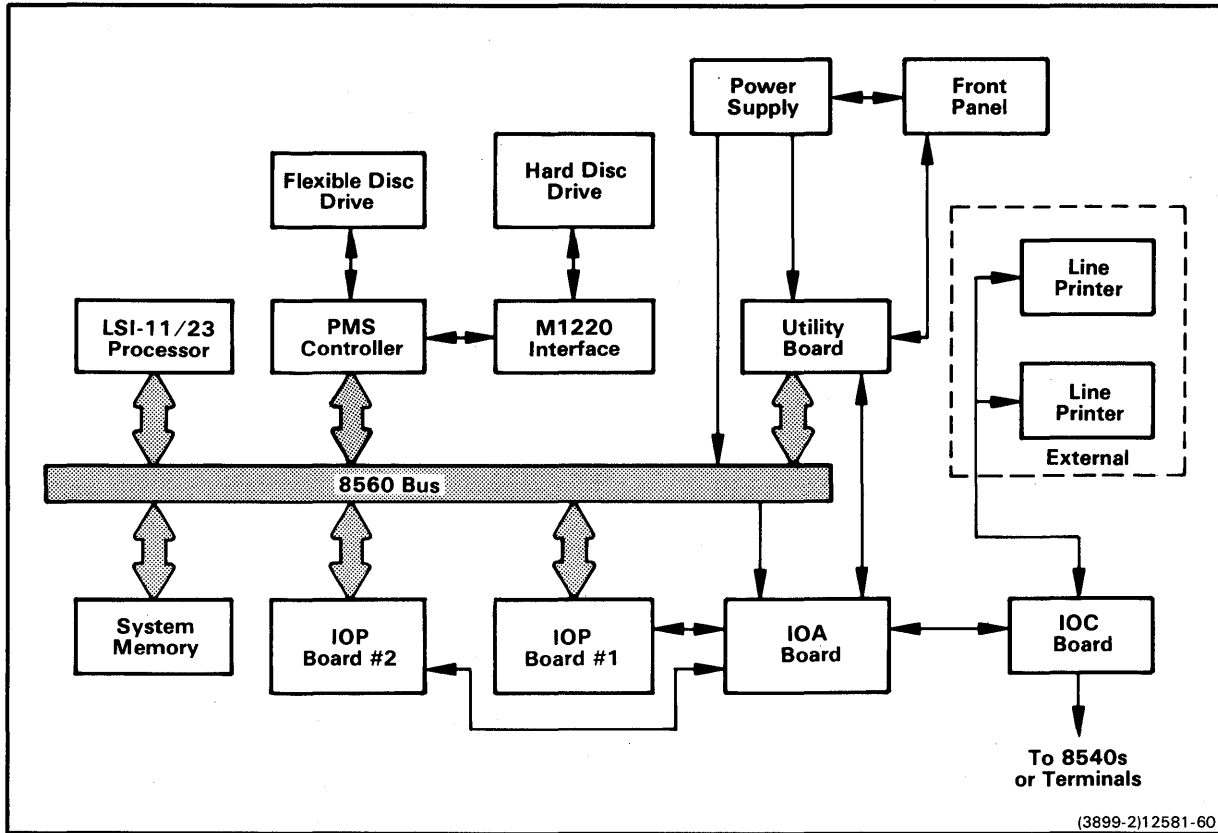 Power
Supply
Front
Panel
Flexible Disc
Drive
Hard Disc
Drive
LSI-11/23
Processor
PMS
Controller
M1220
Interface
Utility
Board
Line
Printer
Line
Printer
External
8560 Bus
System
Memory
IOP
Board #2
IOP
Board #1
IOA
Board
IOC
Board
To 8540s
or Terminals
(3899-2)12581-60